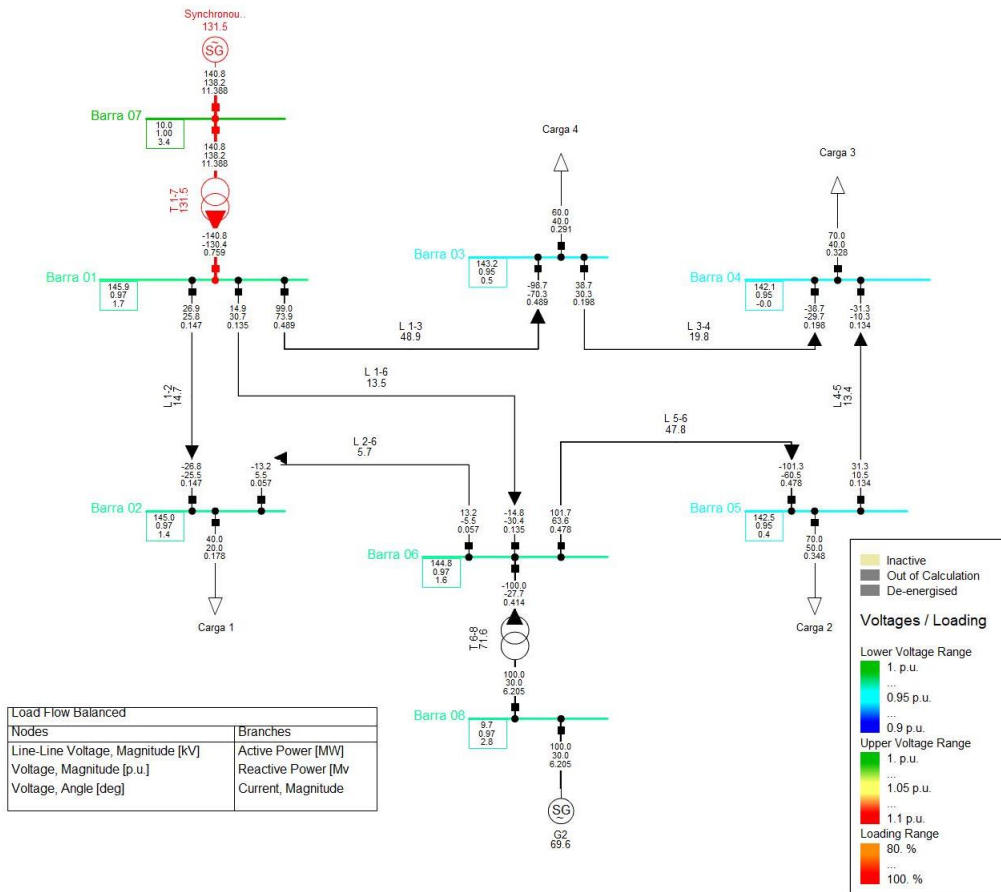 Synchronou..
131.5
SG
~
140.8
138.2
11.388
Barra 07
10.0
1.00
3.4
140.8
138.2
11.388
T 1-7
131.5
-140.8
-130.4
0.759
Barra 01
145.9
0.97
1.7
26.9
25.8
0.147
14.9
30.7
0.135
99.0
73.9
0.489
L 1-3
48.9
L 1-6
13.5
L 1-2
14.7
Carga 4
60.0
40.0
0.291
Barra 03
143.2
0.95
0.5
-98.7
-70.3
0.489
38.7
30.3
0.198
L 3-4
19.8
Carga 3
70.0
40.0
0.328
Barra 04
142.1
0.95
-0.0
-38.7
-29.7
0.198
-31.3
-10.3
0.134
L 4-5
13.4
L 2-6
5.7
L 5-6
47.8
-26.8
-25.5
0.147
-13.2
5.5
0.057
Barra 02
145.0
0.97
1.4
40.0
20.0
0.178
Carga 1
13.2
-5.5
0.057
-14.8
-30.4
0.135
101.7
63.6
0.478
Barra 06
144.8
0.97
1.6
-100.0
-27.7
0.414
T 6-8
71.6
100.0
30.0
6.205
Barra 08
9.7
0.97
2.8
100.0
30.0
6.205
SG
~
G2
69.6
-101.3
-60.5
0.478
31.3
10.5
0.134
Barra 05
142.5
0.95
0.4
70.0
50.0
0.348
Carga 2
Load Flow Balanced
Nodes Branches
Line-Line Voltage, Magnitude [kV] Active Power [MW]
Voltage, Magnitude [p.u.] Reactive Power [Mv
Voltage, Angle [deg] Current, Magnitude
Inactive
Out of Calculation
De-energised
Voltages / Loading
Lower Voltage Range
1. p.u.
...
0.95 p.u.
...
0.9 p.u.
Upper Voltage Range
1. p.u.
...
1.05 p.u.
...
1.1 p.u.
Loading Range
80. %
...
100. %